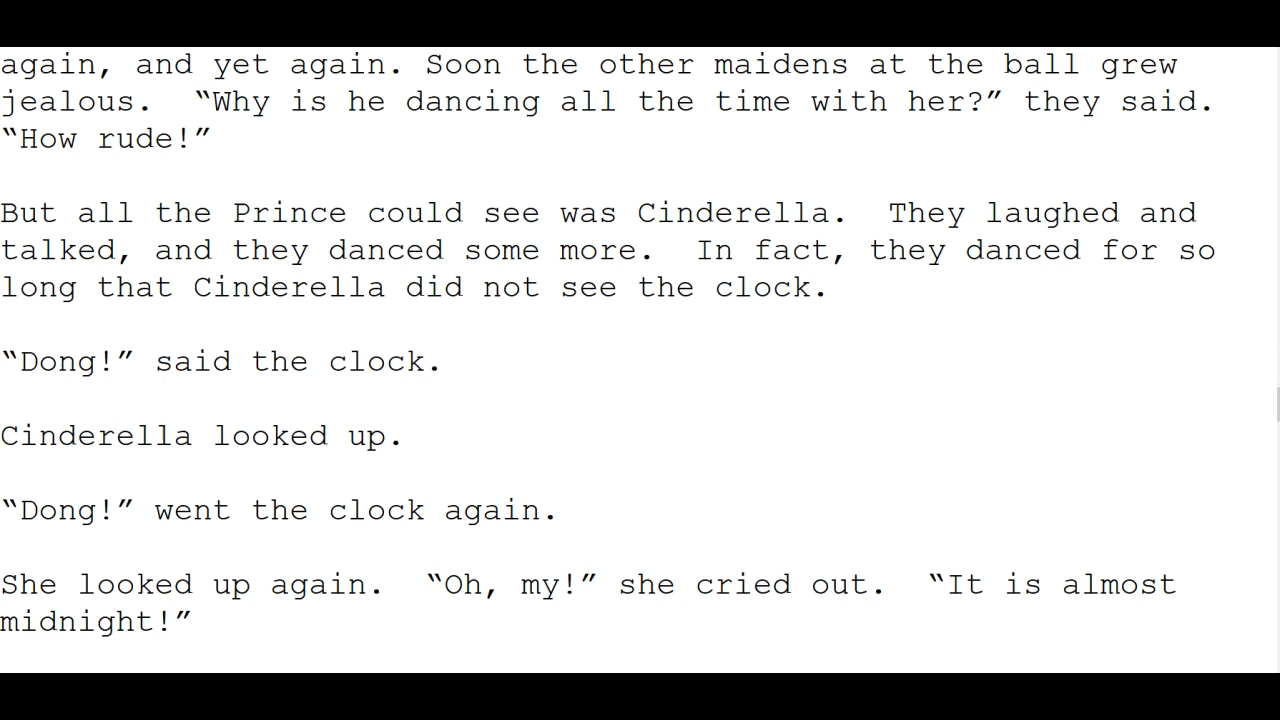 again, and yet again. Soon the other maidens at the ball grew
jealous.  “Why is he dancing all the time with her?” they said.
“How rude!”
But all the Prince could see was Cinderella.  They laughed and
talked, and they danced some more.  In fact, they danced for so
long that Cinderella did not see the clock.
“Dong!” said the clock.
Cinderella looked up.
“Dong!” went the clock again.
She looked up again.  “Oh, my!” she cried out.  “It is almost
midnight!”